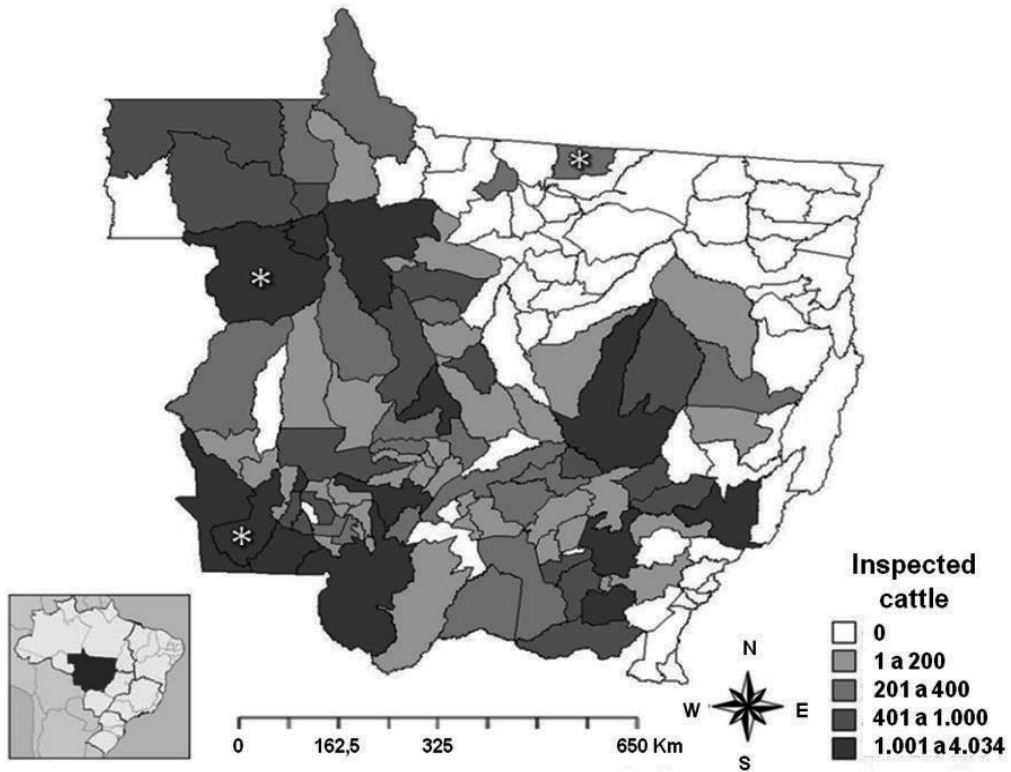 *
*
*
Inspected
cattle
0
1 a 200
201 a 400
401 a 1.000
1.001 a 4.034
N
W E
S
0 162,5 325 650 Km